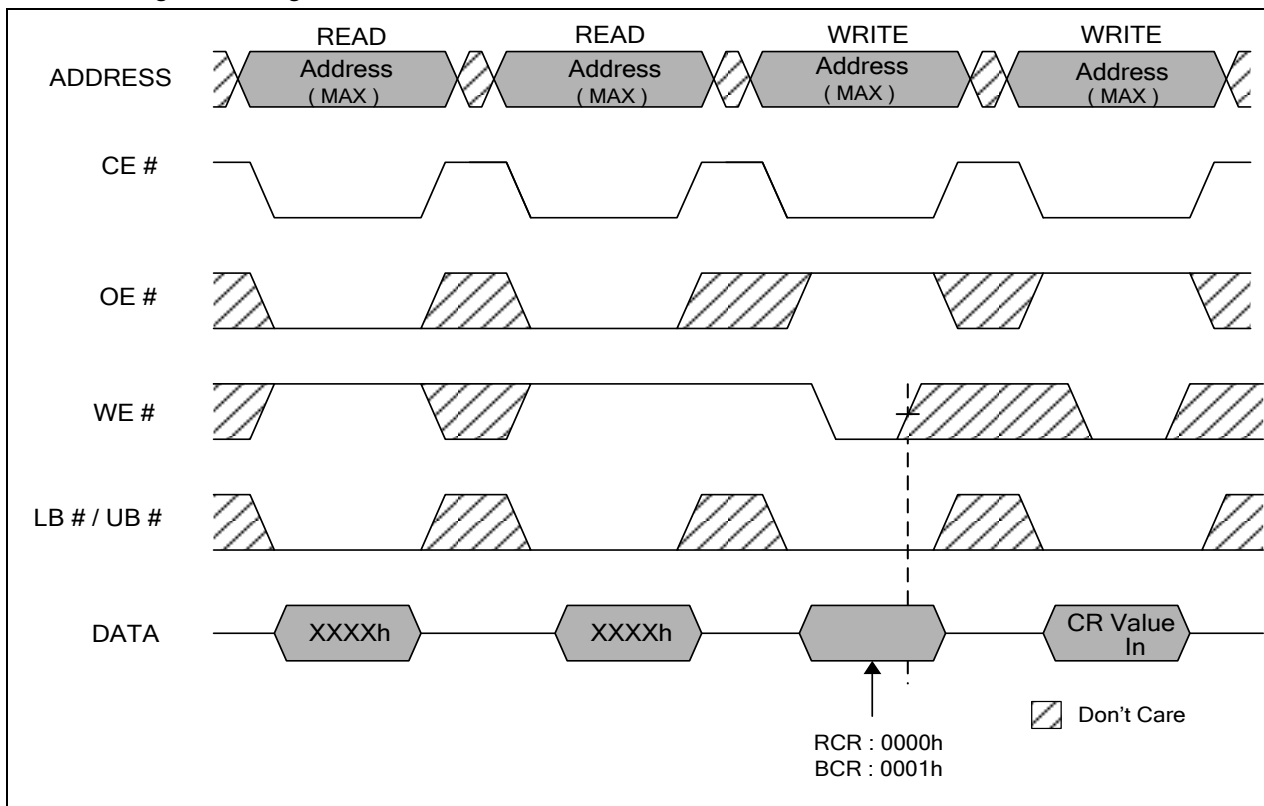 READ READ WRITE WRITE
ADDRESS Address Address Address Address
( MAX ) ( MAX ) ( MAX ) ( MAX )
CE #
OE #
WE #
LB # / UB #
DATA XXXXh XXXXh CR Value
In
Don't Care
RCR : 0000h
BCR : 0001h